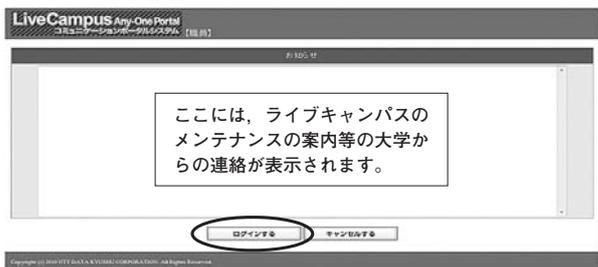 LiveCampus Any-One Portal
コミュニケーションポータルシステム 【職員】
お知らせ
ここには，ライブキャンパスの
メンテナンスの案内等の大学か
らの連絡が表示されます。
ログインする キャンセルする
Copyright (c) 2010 NTT DATA KYUSHU CORPORATION. All Rights Reserved.